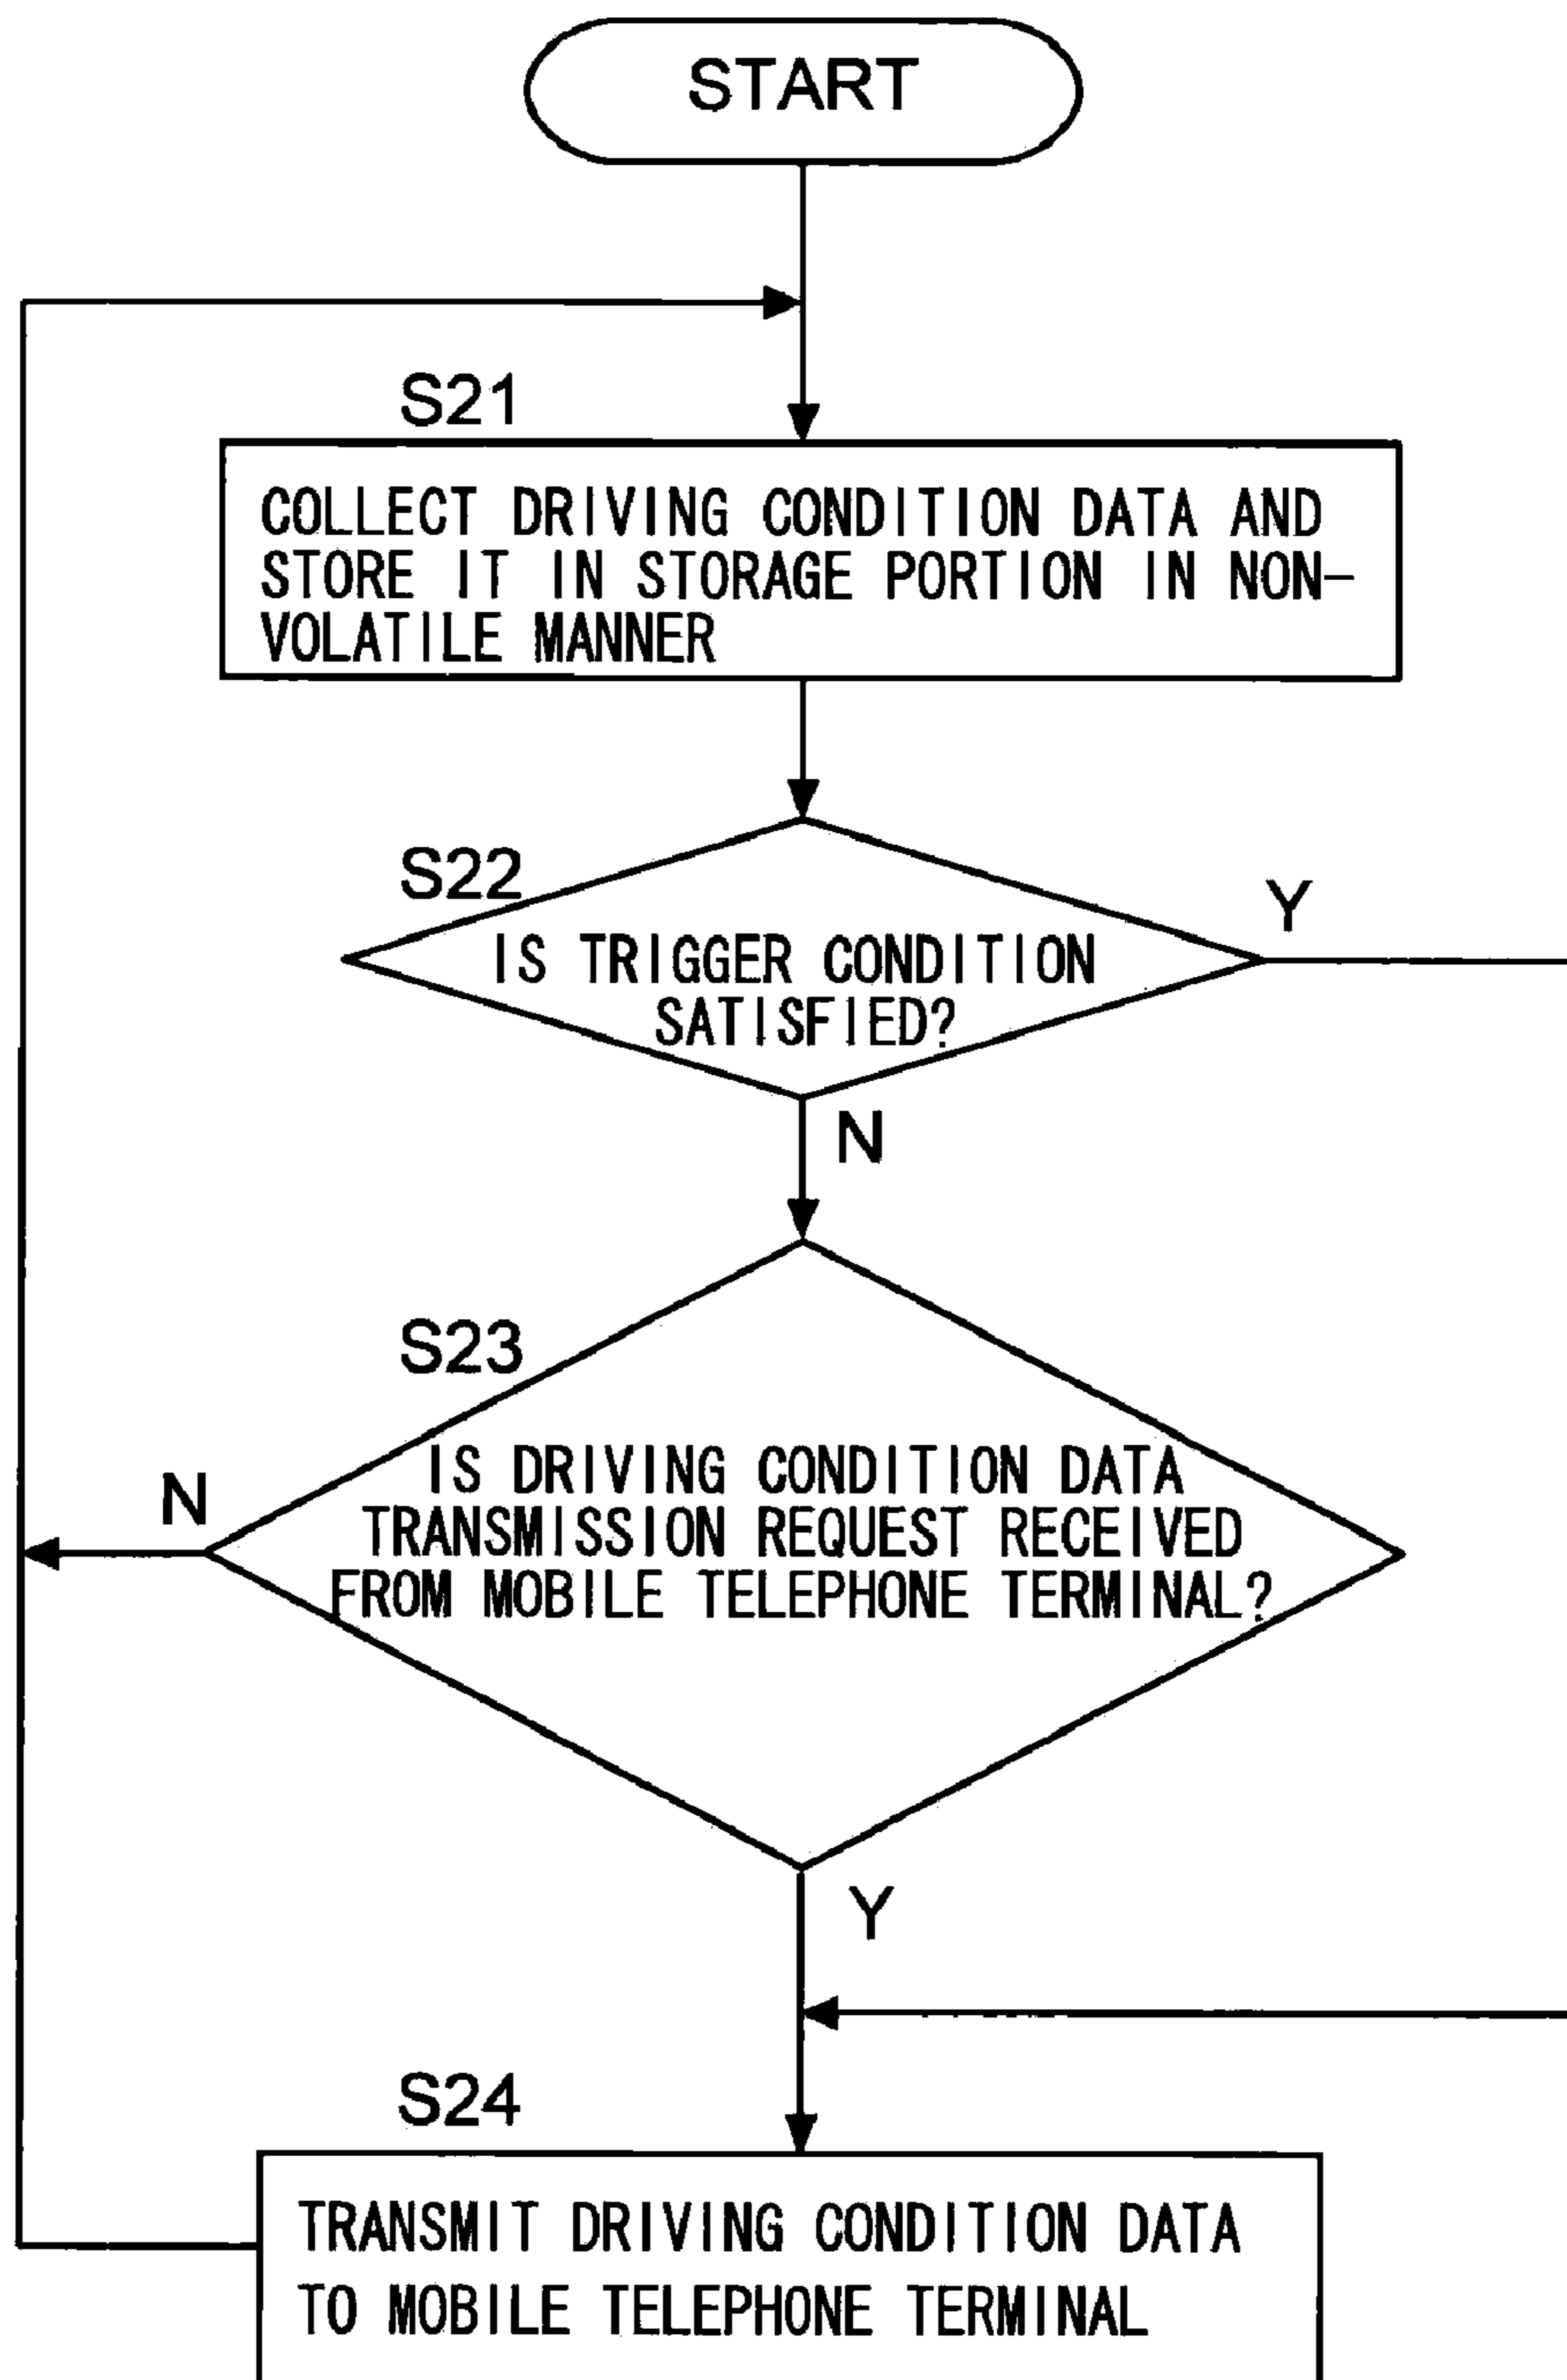 START
S21
COLLECT DRIVING CONDITION DATA AND
STORE IT IN STORAGE PORTION IN NON-
VOLATILE MANNER
S22
Y
IS TRIGGER CONDITION
SATISFIED?
N
S23
IS DRIVING CONDITION DATA
N
TRANSMISSION REQUEST RECEIVED
FROM MOBILE TELEPHONE TERMINAL?
Y
S24
TRANSMIT DRIVING CONDITION DATA
TO MOBILE TELEPHONE TERMINAL